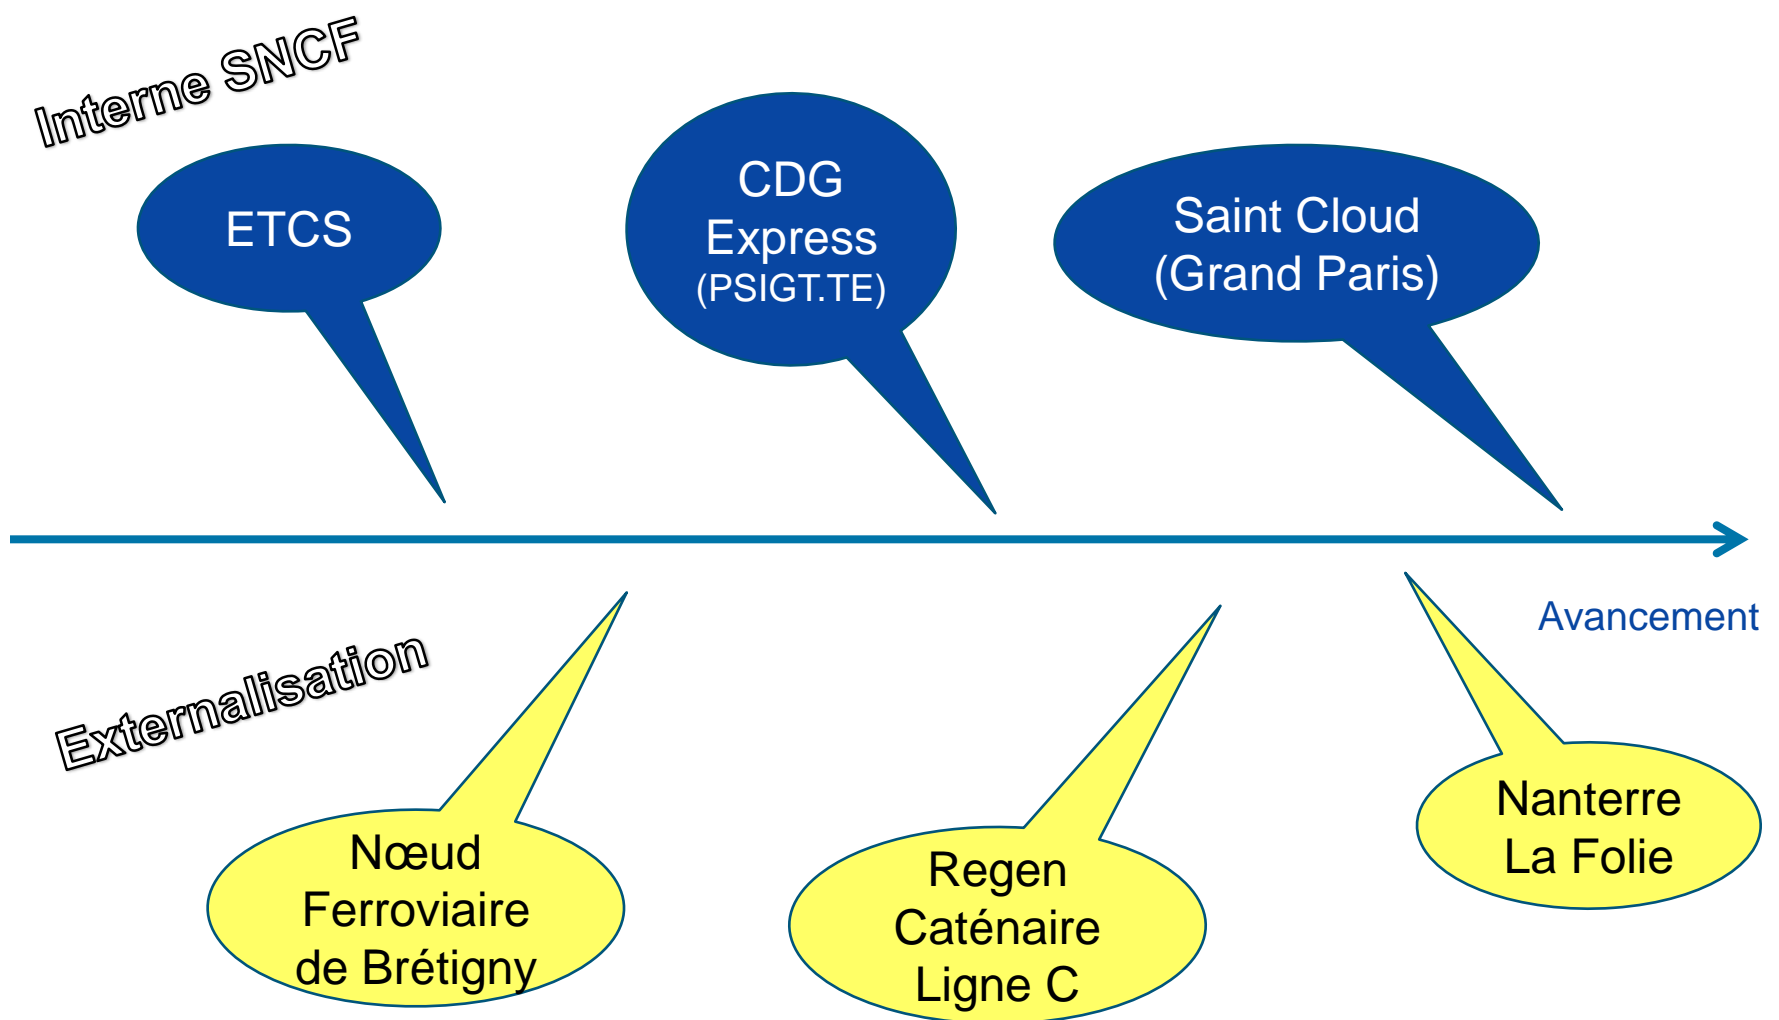 Interne SNCF
ETCS
CDG
Express
(PSIGT.TE)
Saint Cloud
(Grand Paris)
Avancement
Externalisation
Nœud
Ferroviaire
de Brétigny
Regen
Caténaire
Ligne C
Nanterre
La Folie